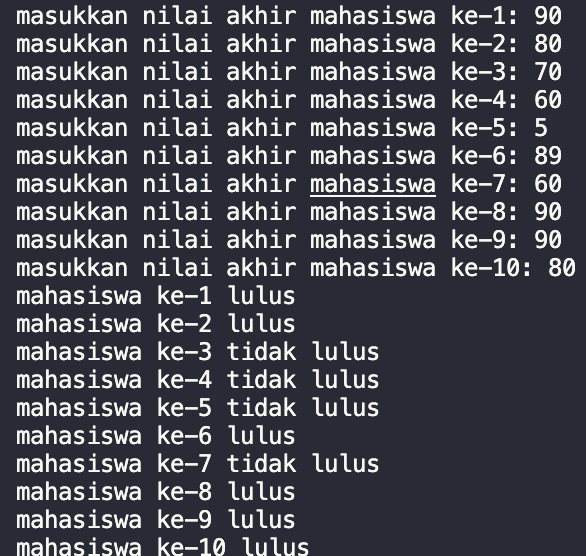 masukkan nilai akhir mahasiswa ke-1: 90
masukkan nilai akhir mahasiswa ke-2: 80
masukkan nilai akhir mahasiswa ke-3: 70
masukkan nilai akhir mahasiswa ke-4: 60
masukkan nilai akhir mahasiswa ke-5: 5
masukkan nilai akhir mahasiswa ke-6: 89
masukkan nilai akhir mahasiswa ke-7: 60
masukkan nilai akhir mahasiswa ke-8: 90
masukkan nilai akhir mahasiswa ke-9: 90
masukkan nilai akhir mahasiswa ke-10: 80
mahasiswa ke-1 lulus
mahasiswa ke-2 lulus
mahasiswa ke-3 tidak lulus
mahasiswa ke-4 tidak lulus
mahasiswa ke-5 tidak lulus
mahasiswa ke-6 lulus
mahasiswa ke-7 tidak lulus
mahasiswa ke-8 lulus
mahasiswa ke-9 lulus
mahasiswa ke-10 lulus